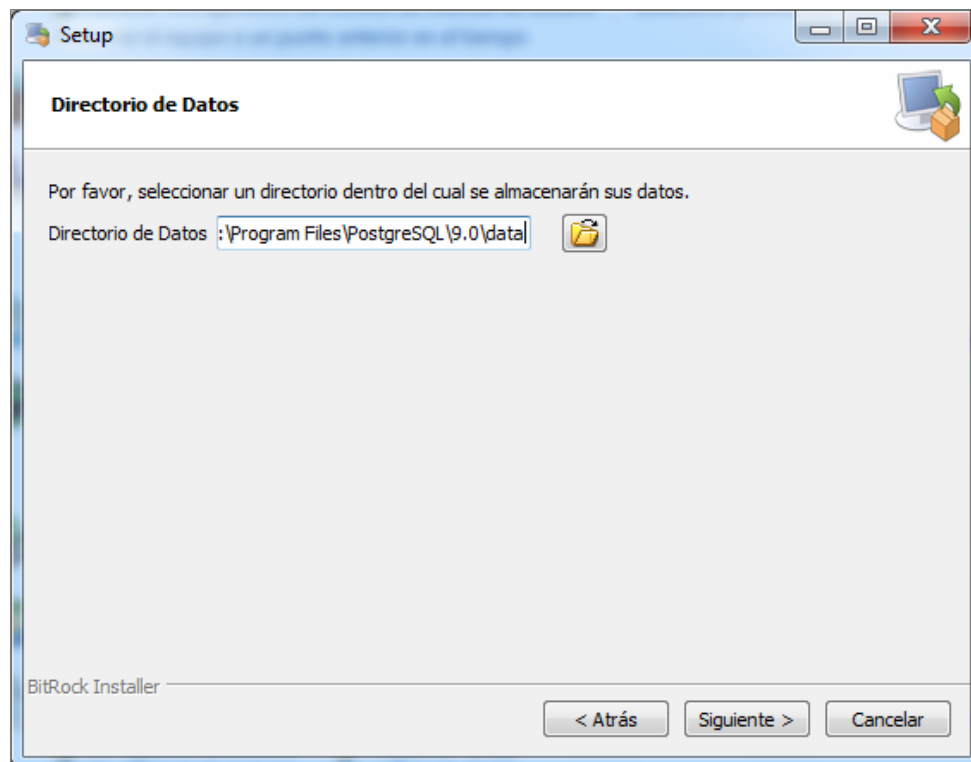 Setup
Directorio de Datos
Por favor, seleccionar un directorio dentro del cual se almacenarán sus datos.
Directorio de Datos :\Program Files\PostgreSQL\9.0\data
BitRock Installer
< Atrás Siguiente > Cancelar